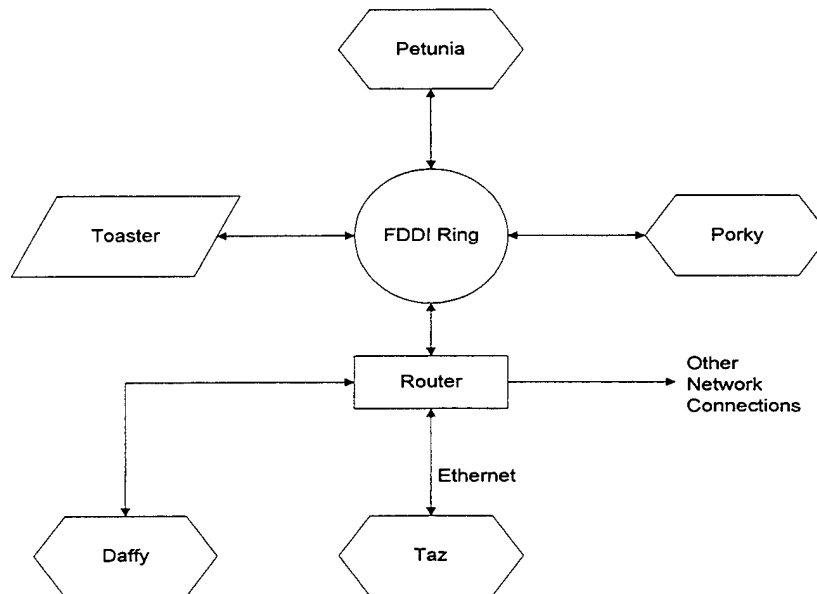 Petunia
Toaster
FDDI Ring
Porky
Router
Other
Network
Connections
Ethernet
Daffy
Taz